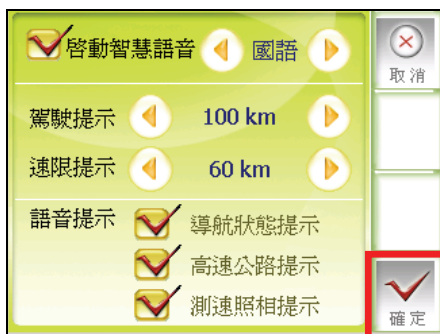 啓動智慧語音 國語
駕駛提示 100 km
速限提示 60 km
語音提示 導航狀態提示
高速公路提示
測速照相提示
取消
確定